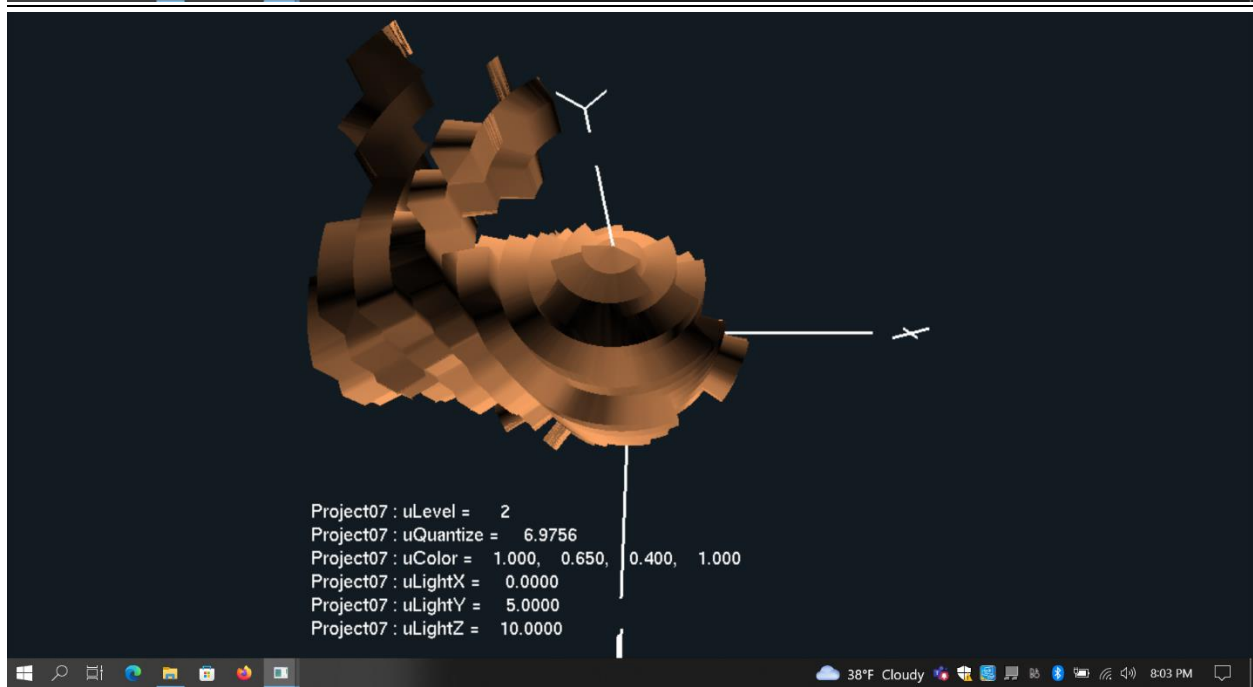 Y
X
Project07 : uLevel = 2
Project07 : uQuantize = 6.9756
Project07 : uColor = 1.000, 0.650, 0.400, 1.000
Project07 : uLightX = 0.0000
Project07 : uLightY = 5.0000
Project07 : uLightZ = 10.0000
38°F Cloudy 8:03 PM